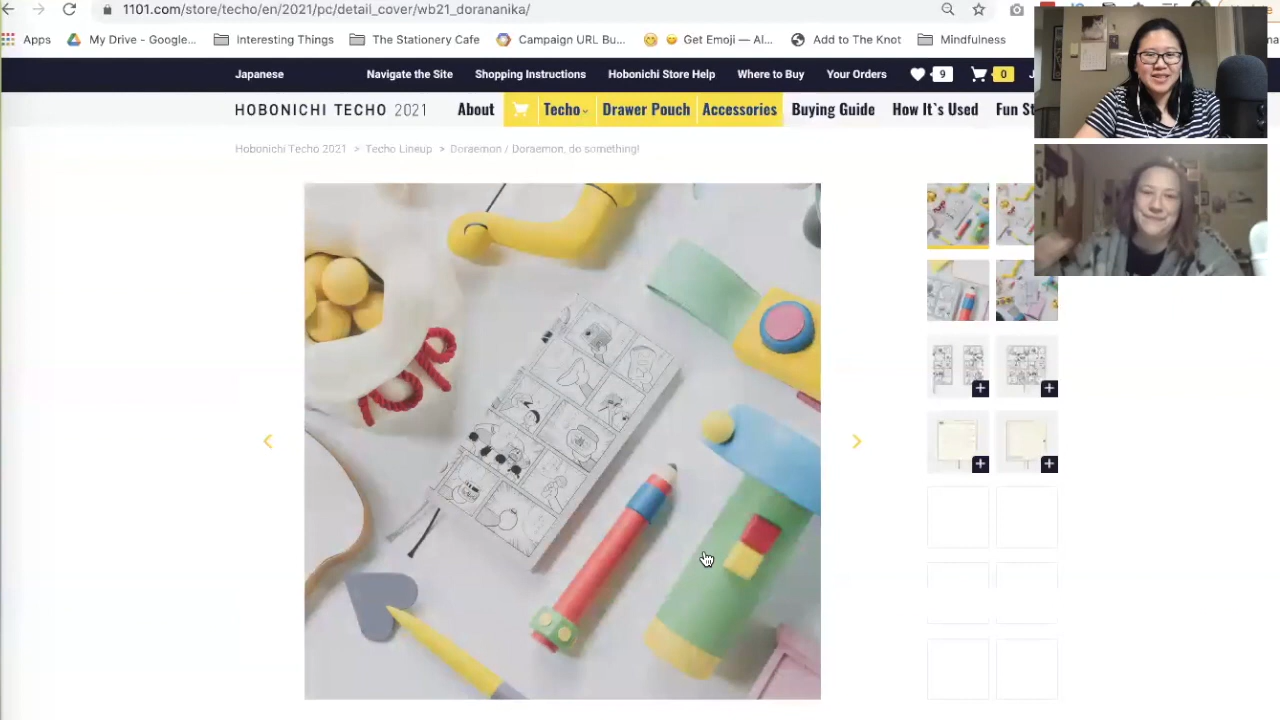 1101.com/store/techo/en/2021/pc/detail_cover/wb21_dorananika/
Apps My Drive - Google... Interesting Things The Stationery Cafe Campaign URL Bu... Get Emoji — Al... Add to The Knot Mindfulness
Japanese Navigate the Site Shopping Instructions Hobonichi Store Help Where to Buy Your Orders 9 0
HOBONICHI TECHO 2021 About Techo Drawer Pouch Accessories Buying Guide How It`s Used Fun St
Hobonichi Techo 2021 > Techo Lineup > Doraemon / Doraemon, do something!